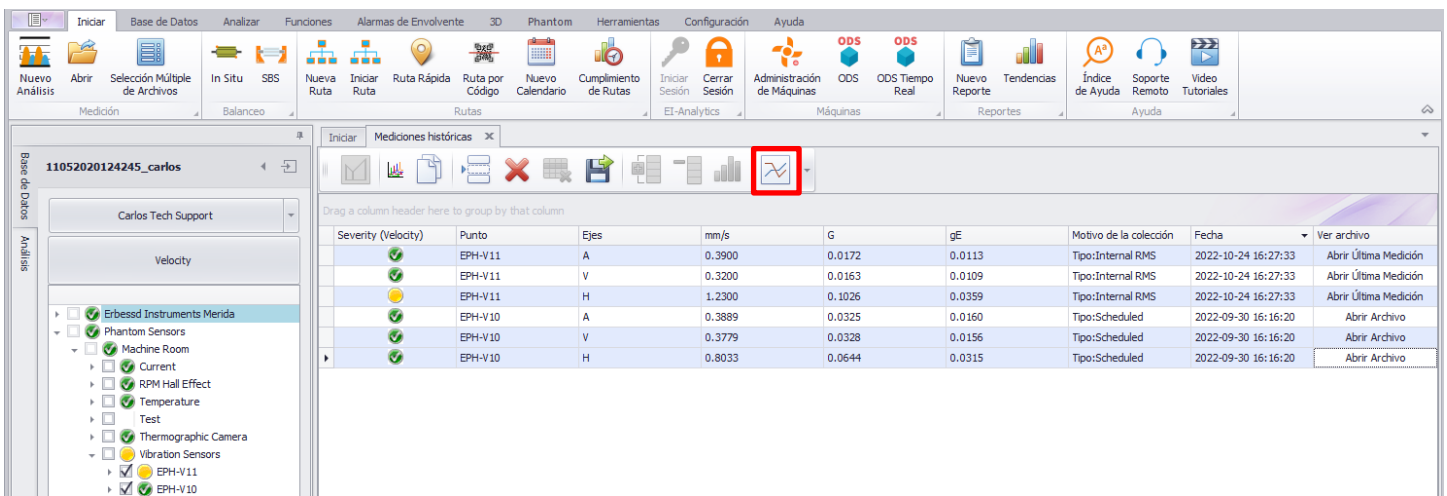 Iniciar Base de Datos Analizar Funciones Alarmas de Envolvente 3D Phantom Herramientas Configuración Ayuda
Nuevo Análisis
Abrir
Selección Múltiple de Archivos
In Situ
SBS
Nueva Ruta
Iniciar Ruta
Ruta Rápida
Ruta por Código
Nuevo Calendario
Cumplimiento de Rutas
Iniciar Sesión
Cerrar Sesión
Administración de Máquinas
ODS
ODS
ODS
ODS Tiempo Real
Nuevo Reporte
Tendencias
Índice de Ayuda
Soporte Remoto
Video Tutoriales
Medición Balanceo Rutas EI-Analytics Máquinas Reportes Ayuda
Base de Datos
Análisis
11052020124245_carlos
Carlos Tech Support
Velocity
Erbessd Instruments Merida
Phantom Sensors
Machine Room
Current
RPM Hall Effect
Temperature
Test
Thermographic Camera
Vibration Sensors
EPH-V11
EPH-V10
Iniciar Mediciones históricas
Drag a column header here to group by that column
Severity (Velocity) Punto Ejes mm/s G gE Motivo de la colección Fecha Ver archivo
EPH-V11 A 0.3900 0.0172 0.0113 Tipo:Internal RMS 2022-10-24 16:27:33 Abrir Última Medición
EPH-V11 V 0.3200 0.0163 0.0109 Tipo:Internal RMS 2022-10-24 16:27:33 Abrir Última Medición
EPH-V11 H 1.2300 0.1026 0.0359 Tipo:Internal RMS 2022-10-24 16:27:33 Abrir Última Medición
EPH-V10 A 0.3889 0.0325 0.0160 Tipo:Scheduled 2022-09-30 16:16:20 Abrir Archivo
EPH-V10 V 0.3779 0.0328 0.0156 Tipo:Scheduled 2022-09-30 16:16:20 Abrir Archivo
EPH-V10 H 0.8033 0.0644 0.0315 Tipo:Scheduled 2022-09-30 16:16:20 Abrir Archivo